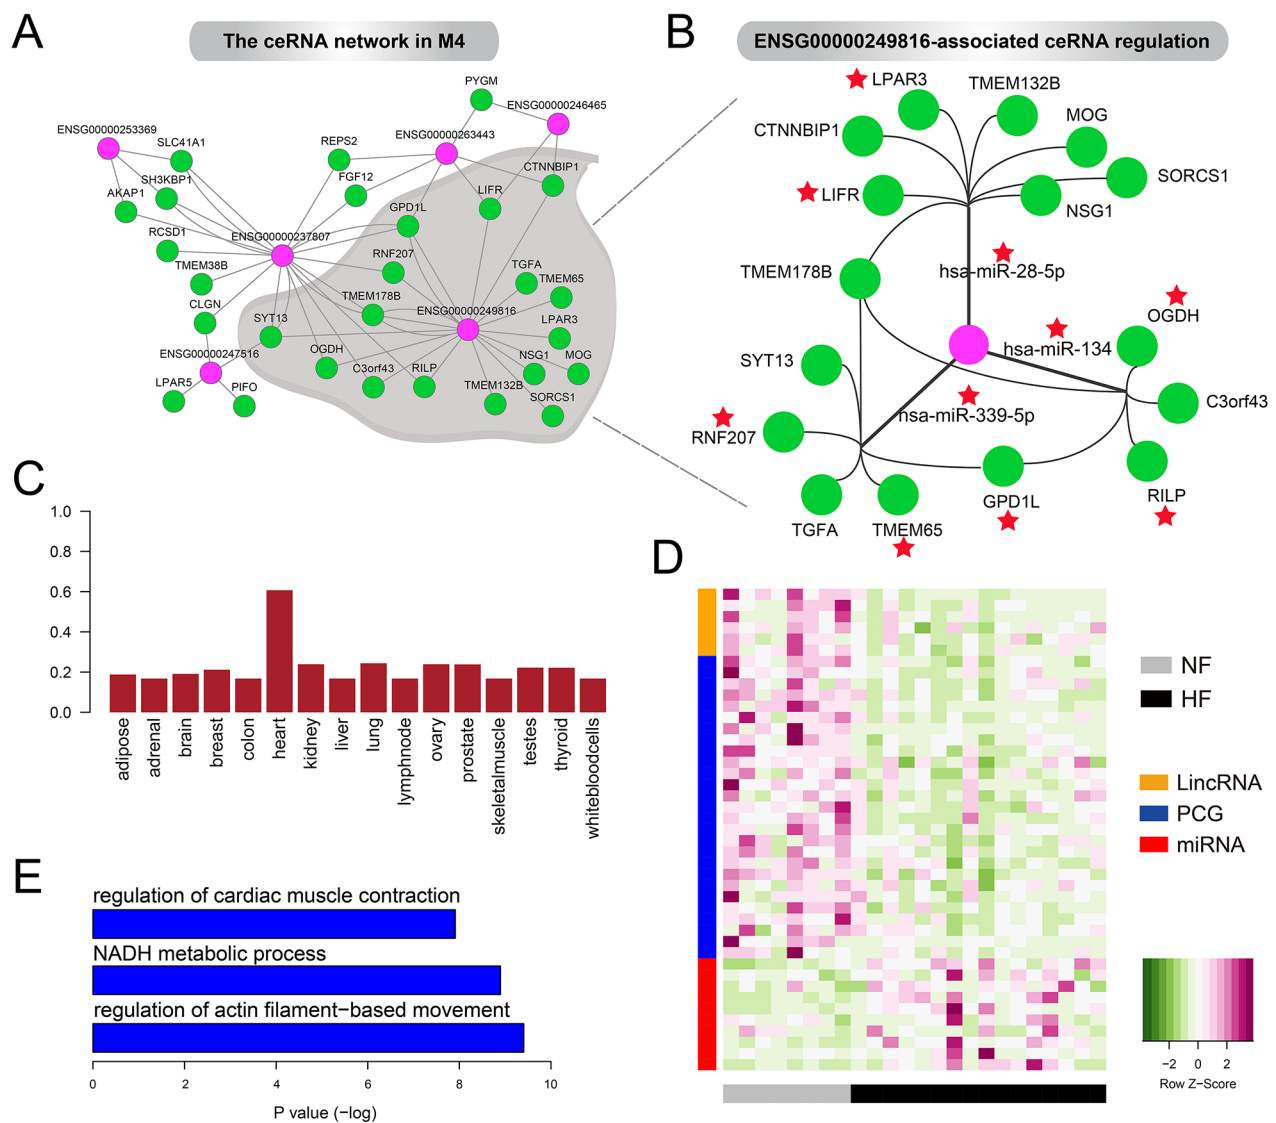 A
The ceRNA network in M4
PYGM
ENSG00000246465
ENSG00000253369
ENSG00000263443
SLC41A1
REPS2
CTNNBIP1
SH3KBP1
FGF12
LIFR
AKAP1
GPD1L
RCSD1
ENSG00000237807
RNF207
TMEM38B
TGFA
TMEM65
TMEM178B
CLGN
ENSG00000249816
SYT13
LPAR3
ENSG00000247516
OGDH
C3orf43
RILP
NSG1
MOG
LPAR5
PIFO
TMEM132B
SORCS1
B
ENSG00000249816-associated ceRNA regulation
LPAR3
TMEM132B
MOG
CTNNBIP1
SORCS1
LIFR
NSG1
TMEM178B
hsa-miR-28-5p
OGDH
hsa-miR-134
SYT13
C3orf43
hsa-miR-339-5p
RNF207
RILP
GPD1L
TGFA
TMEM65
C
1.0
0.8
0.6
0.4
0.2
0.0
adipose
adrenal
brain
breast
colon
heart
kidney
liver
lung
lymphnode
ovary
prostate
skeletalmuscle
testes
thyroid
whitebloodcells
D
NF
HF
LincRNA
PCG
miRNA
−2 0 2
Row Z−Score
E
regulation of cardiac muscle contraction
NADH metabolic process
regulation of actin filament−based movement
0 2 4 6 8 10
P value (−log)